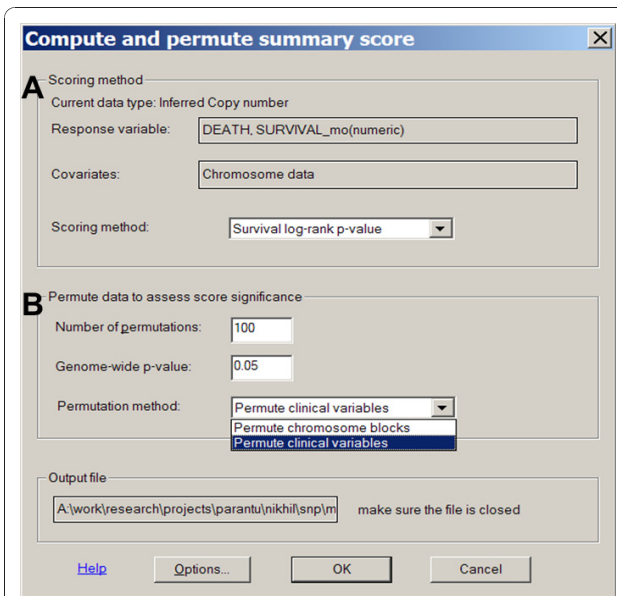 Compute and permute summary score
A Scoring method
Current data type: Inferred Copy number
Response variable: DEATH, SURVIVAL_mo(numeric)
Covariates: Chromosome data
Scoring method: Survival log-rank p-value
B Permute data to assess score significance
Number of permutations: 100
Genome-wide p-value: 0.05
Permutation method: Permute clinical variables
Permute chromosome blocks
Permute clinical variables
Output file
A:\work\research\projects\parantu\nikhil\snp\m make sure the file is closed
Help Options... OK Cancel